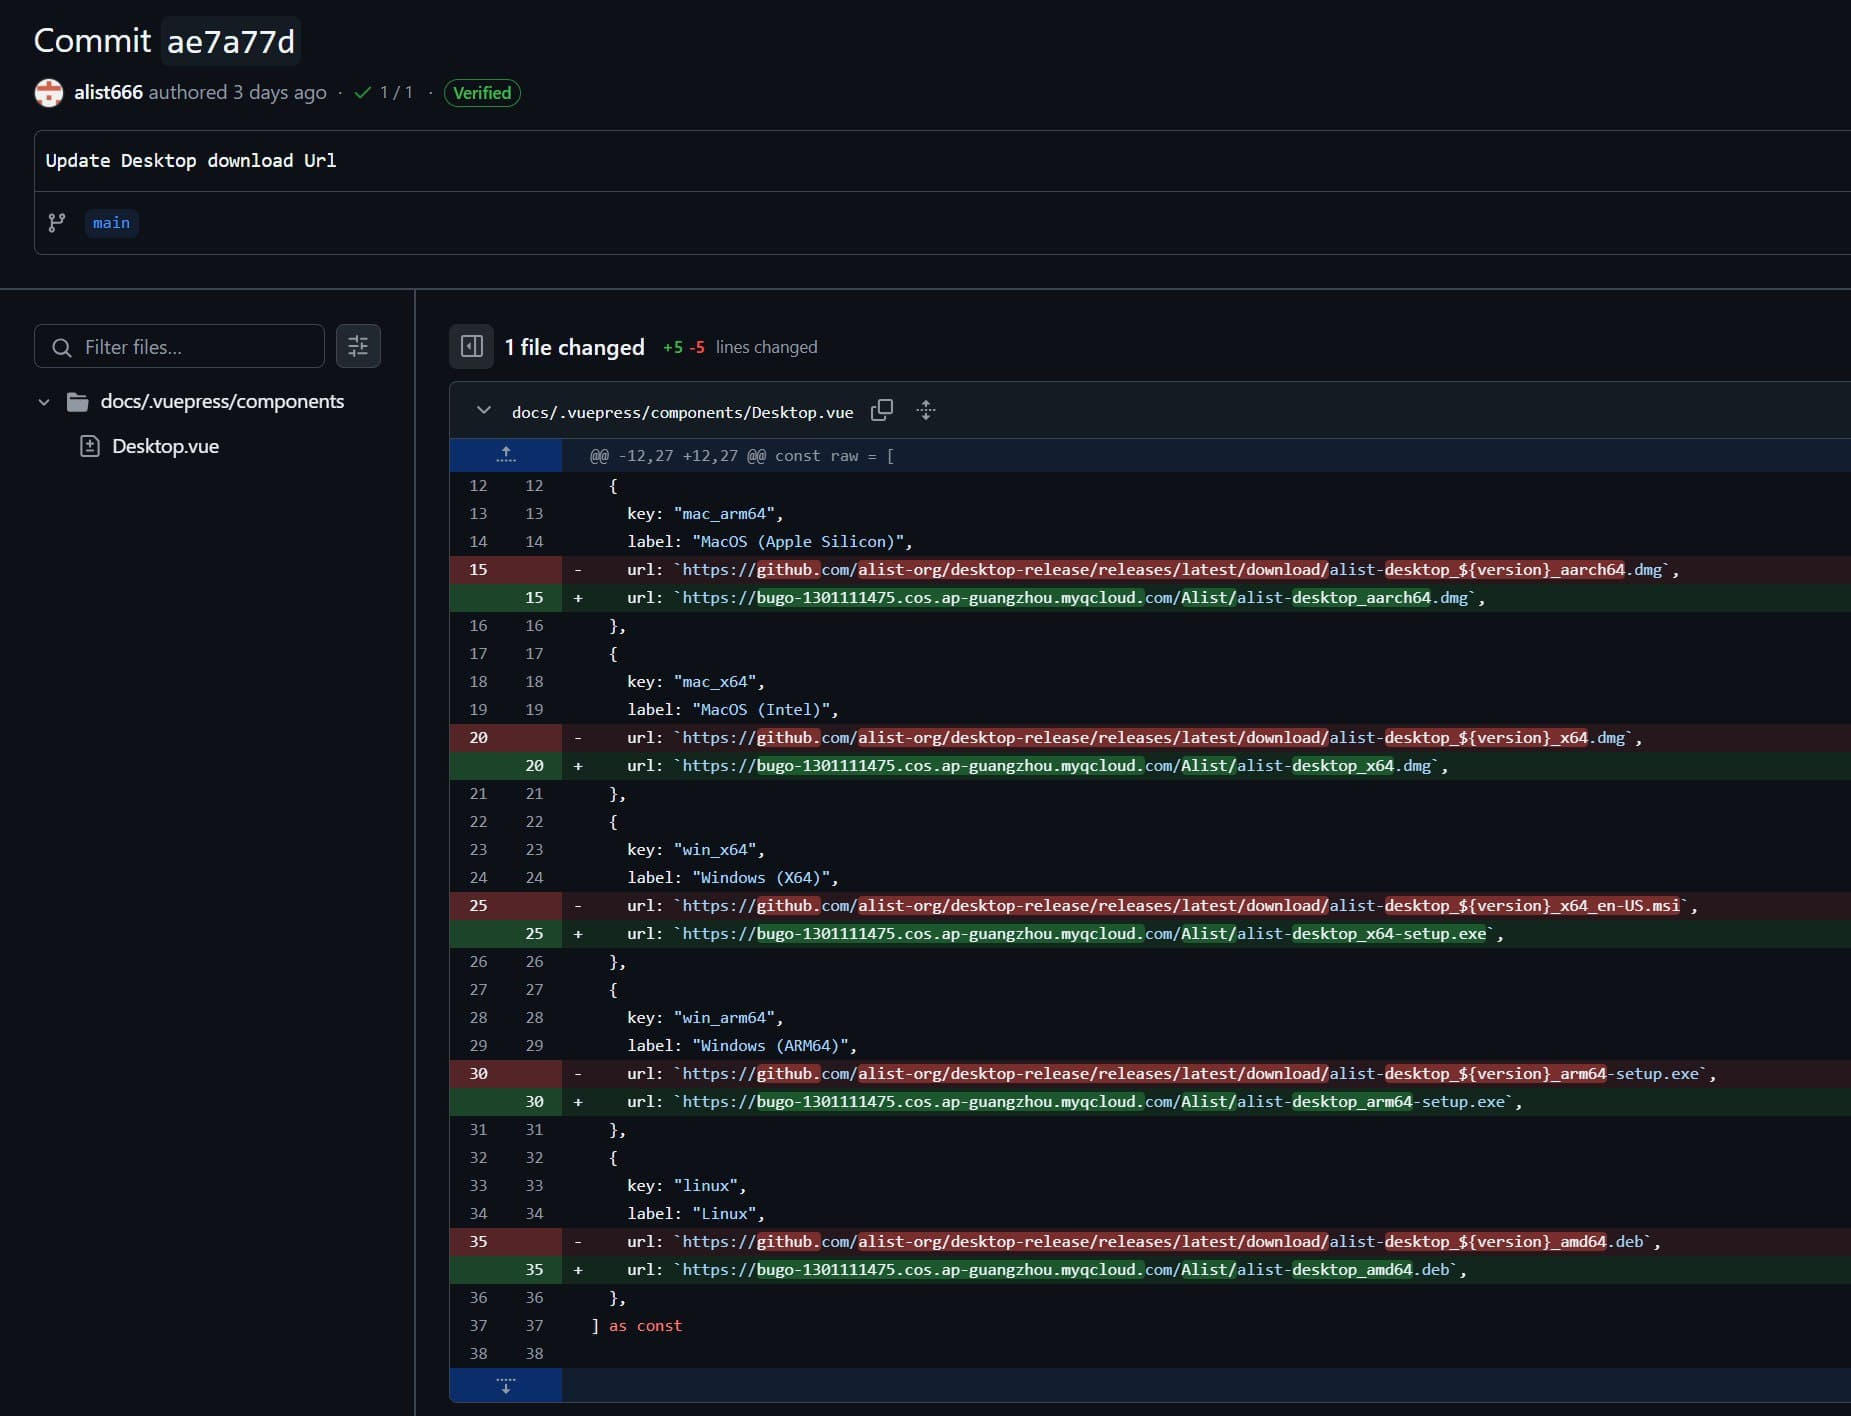 Commit ae7a77d
alist666 authored 3 days ago · 1 / 1 · Verified
Update Desktop download Url
main
Filter files...
docs/.vuepress/components
Desktop.vue
1 file changed +5 -5 lines changed
docs/.vuepress/components/Desktop.vue
@@ -12,27 +12,27 @@ const raw = [
12 12 {
13 13 key: "mac_arm64",
14 14 label: "MacOS (Apple Silicon)",
15 - url: `https://github.com/alist-org/desktop-release/releases/latest/download/alist-desktop_${version}_aarch64.dmg`,
15 + url: `https://bugo-1301111475.cos.ap-guangzhou.myqcloud.com/Alist/alist-desktop_aarch64.dmg`,
16 16 },
17 17 {
18 18 key: "mac_x64",
19 19 label: "MacOS (Intel)",
20 - url: `https://github.com/alist-org/desktop-release/releases/latest/download/alist-desktop_${version}_x64.dmg`,
20 + url: `https://bugo-1301111475.cos.ap-guangzhou.myqcloud.com/Alist/alist-desktop_x64.dmg`,
21 21 },
22 22 {
23 23 key: "win_x64",
24 24 label: "Windows (X64)",
25 - url: `https://github.com/alist-org/desktop-release/releases/latest/download/alist-desktop_${version}_x64_en-US.msi`,
25 + url: `https://bugo-1301111475.cos.ap-guangzhou.myqcloud.com/Alist/alist-desktop_x64-setup.exe`,
26 26 },
27 27 {
28 28 key: "win_arm64",
29 29 label: "Windows (ARM64)",
30 - url: `https://github.com/alist-org/desktop-release/releases/latest/download/alist-desktop_${version}_arm64-setup.exe`,
30 + url: `https://bugo-1301111475.cos.ap-guangzhou.myqcloud.com/Alist/alist-desktop_arm64-setup.exe`,
31 31 },
32 32 {
33 33 key: "linux",
34 34 label: "Linux",
35 - url: `https://github.com/alist-org/desktop-release/releases/latest/download/alist-desktop_${version}_amd64.deb`,
35 + url: `https://bugo-1301111475.cos.ap-guangzhou.myqcloud.com/Alist/alist-desktop_amd64.deb`,
36 36 },
37 37 ] as const
38 38